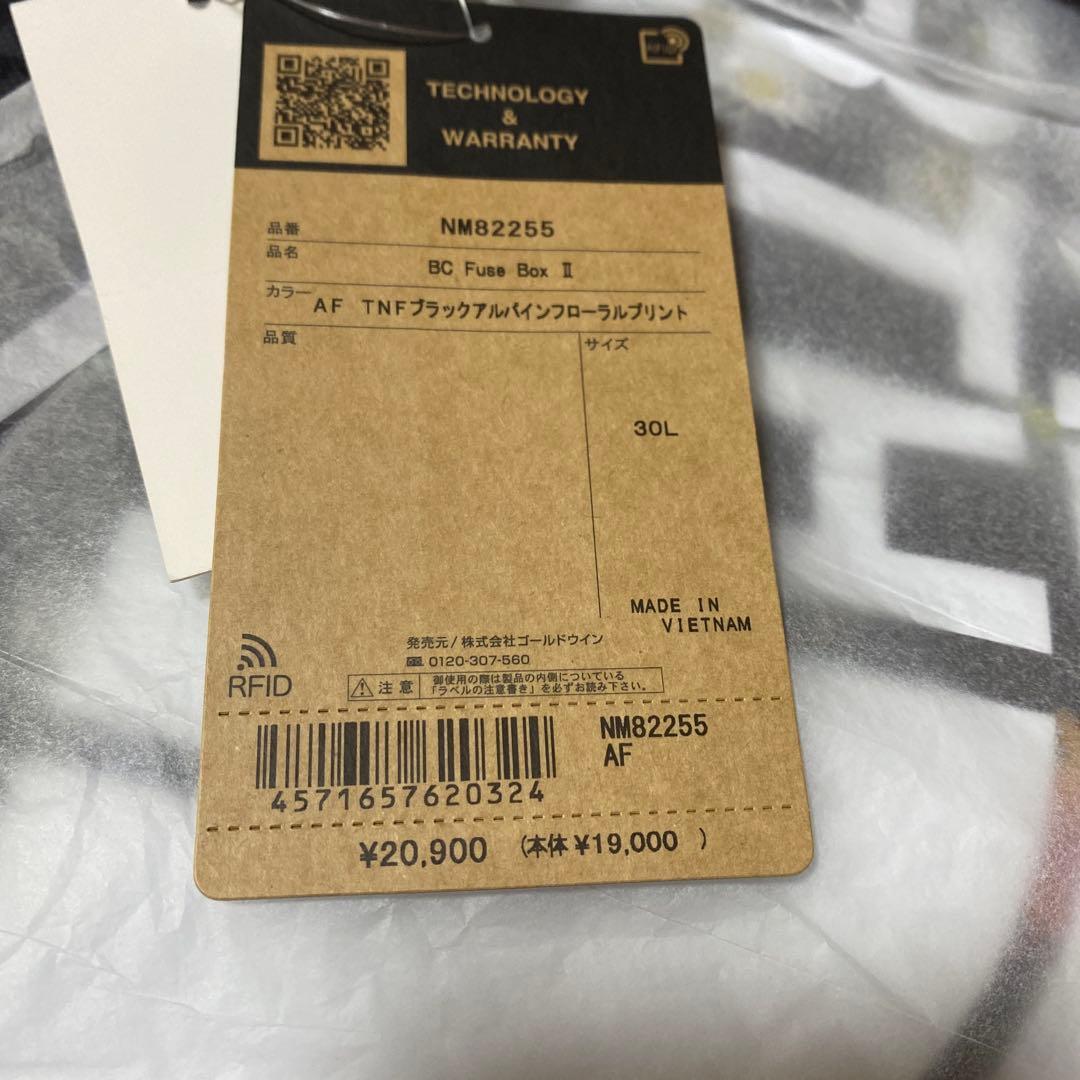 RFID
TECHNOLOGY
&
WARRANTY
品番 NM82255
品名 BC Fuse Box Ⅱ
カラー AF TNFブラックアルパインフローラルプリント
品質
サイズ
30L
MADE IN
VIETNAM
発売元/株式会社ゴールドウイン
0120-307-560
RFID
注意
御使用の際は製品の内側についている
「ラベルの注意書き」を必ずお読み下さい。
4571657620324
NM82255
AF
¥20,900 (本体¥19,000 )